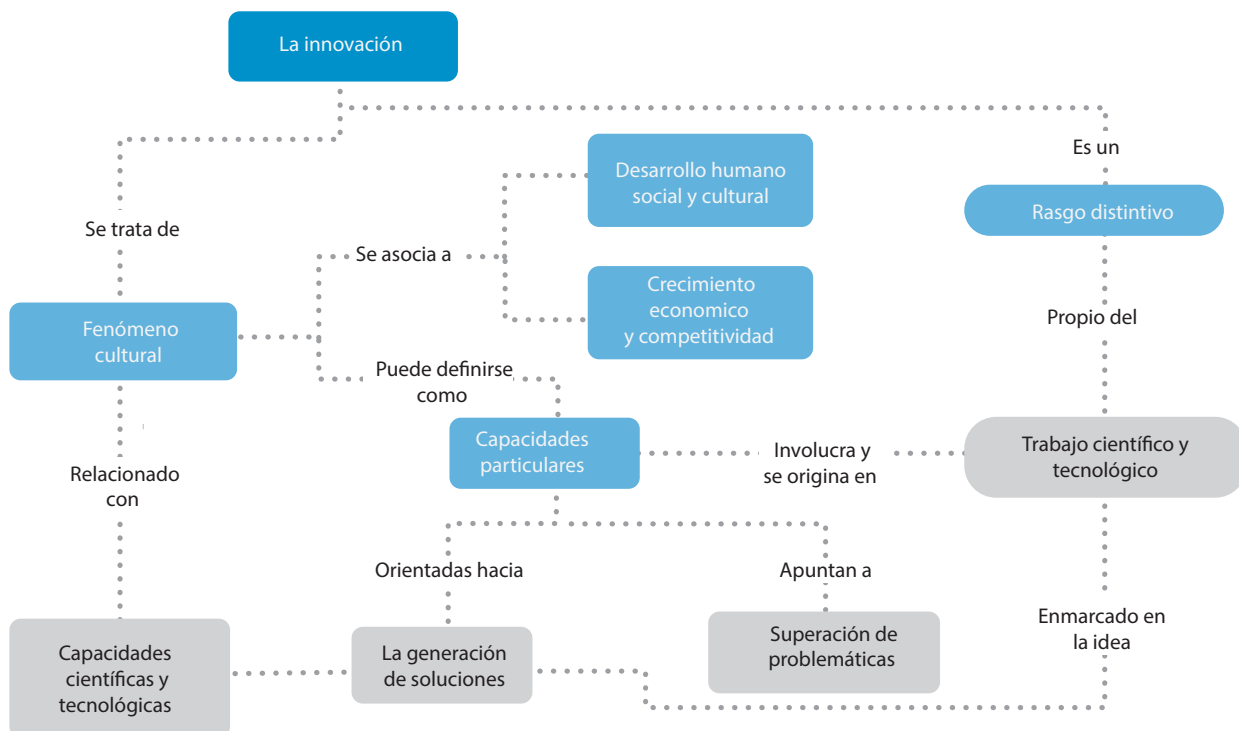 La innovación
Es un
Desarrollo humano
social y cultural
Rasgo distintivo
Se trata de
Se asocia a
Crecimiento
economico
y competitividad
Propio del
Fenómeno
cultural
Puede definirse
como
Capacidades
particulares
Involucra y
se origina en
Trabajo científico y
tecnológico
Relacionado
con
Orientadas hacia
Apuntan a
Enmarcado en
la idea
Capacidades
científicas y
tecnológicas
La generación
de soluciones
Superación de
problemáticas